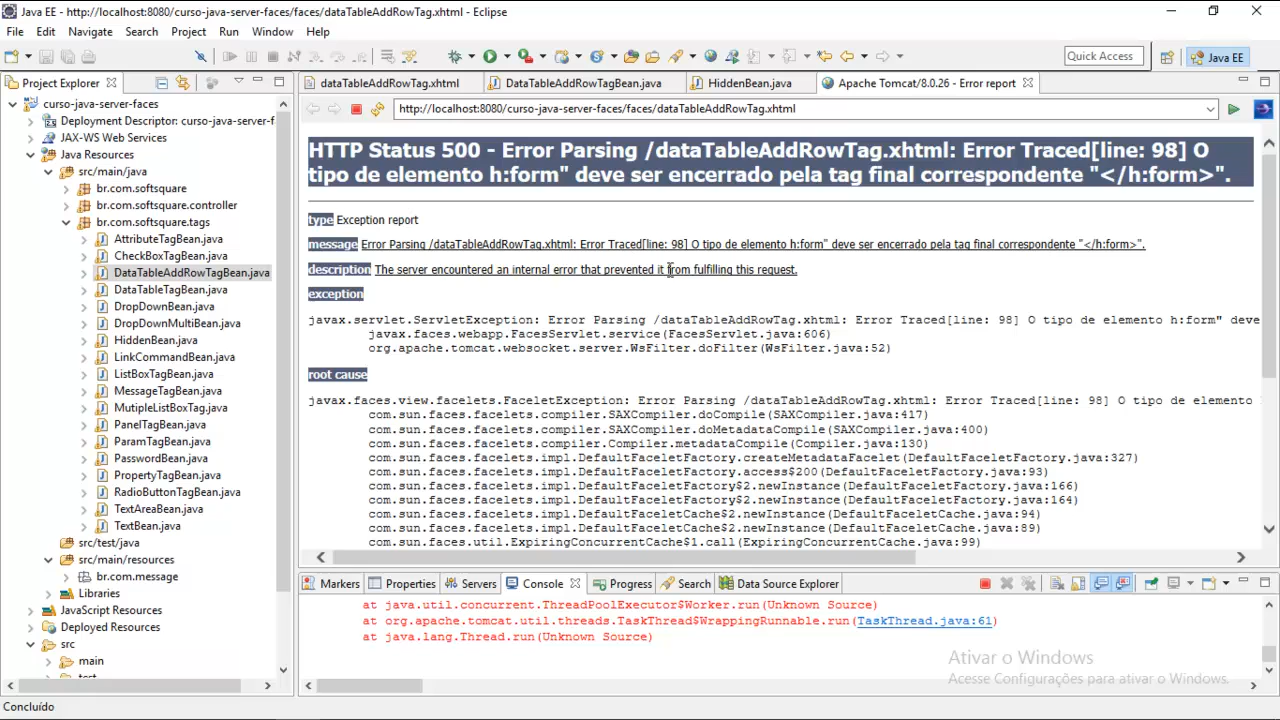 Java EE - http://localhost:8080/curso-java-server-faces/faces/dataTableAddRowTag.xhtml - Eclipse
File Edit Navigate Search Project Run Window Help
Quick Access
Java EE
Project Explorer
dataTableAddRowTag.xhtml
DataTableAddRowTagBean.java
HiddenBean.java
Apache Tomcat/8.0.26 - Error report
http://localhost:8080/curso-java-server-faces/faces/dataTableAddRowTag.xhtml
curso-java-server-faces
Deployment Descriptor: curso-java-server-f
JAX-WS Web Services
Java Resources
src/main/java
br.com.softsquare
br.com.softsquare.controller
br.com.softsquare.tags
AttributeTagBean.java
CheckBoxTagBean.java
DataTableAddRowTagBean.java
DataTableTagBean.java
DropDownBean.java
DropDownMultiBean.java
HiddenBean.java
LinkCommandBean.java
ListBoxTagBean.java
MessageTagBean.java
MutipleListBoxTag.java
PanelTagBean.java
ParamTagBean.java
PasswordBean.java
PropertyTagBean.java
RadioButtonTagBean.java
TextAreaBean.java
TextBean.java
src/test/java
src/main/resources
br.com.message
Libraries
JavaScript Resources
Deployed Resources
src
main
test
HTTP Status 500 - Error Parsing /dataTableAddRowTag.xhtml: Error Traced[line: 98] O
tipo de elemento h:form" deve ser encerrado pela tag final correspondente "</h:form>".
type Exception report
message Error Parsing /dataTableAddRowTag.xhtml: Error Traced[line: 98] O tipo de elemento h:form" deve ser encerrado pela tag final correspondente "</h:form>".
description The server encountered an internal error that prevented it from fulfilling this request.
exception
javax.servlet.ServletException: Error Parsing /dataTableAddRowTag.xhtml: Error Traced[line: 98] O tipo de elemento h:form" deve
javax.faces.webapp.FacesServlet.service(FacesServlet.java:606)
org.apache.tomcat.websocket.server.WsFilter.doFilter(WsFilter.java:52)
root cause
javax.faces.view.facelets.FaceletException: Error Parsing /dataTableAddRowTag.xhtml: Error Traced[line: 98] O tipo de elemento
com.sun.faces.facelets.compiler.SAXCompiler.doCompile(SAXCompiler.java:417)
com.sun.faces.facelets.compiler.SAXCompiler.doMetadataCompile(SAXCompiler.java:400)
com.sun.faces.facelets.compiler.Compiler.metadataCompile(Compiler.java:130)
com.sun.faces.facelets.impl.DefaultFaceletFactory.createMetadataFacelet(DefaultFaceletFactory.java:327)
com.sun.faces.facelets.impl.DefaultFaceletFactory.access$200(DefaultFaceletFactory.java:93)
com.sun.faces.facelets.impl.DefaultFaceletFactory$2.newInstance(DefaultFaceletFactory.java:166)
com.sun.faces.facelets.impl.DefaultFaceletFactory$2.newInstance(DefaultFaceletFactory.java:164)
com.sun.faces.facelets.impl.DefaultFaceletCache$2.newInstance(DefaultFaceletCache.java:94)
com.sun.faces.facelets.impl.DefaultFaceletCache$2.newInstance(DefaultFaceletCache.java:89)
com.sun.faces.util.ExpiringConcurrentCache$1.call(ExpiringConcurrentCache.java:99)
Markers Properties Servers Console Progress Search Data Source Explorer
at java.util.concurrent.ThreadPoolExecutor$Worker.run(Unknown Source)
at org.apache.tomcat.util.threads.TaskThread$WrappingRunnable.run(TaskThread.java:61)
at java.lang.Thread.run(Unknown Source)
Ativar o Windows
Acesse Configurações para ativar o Windows.
Concluído